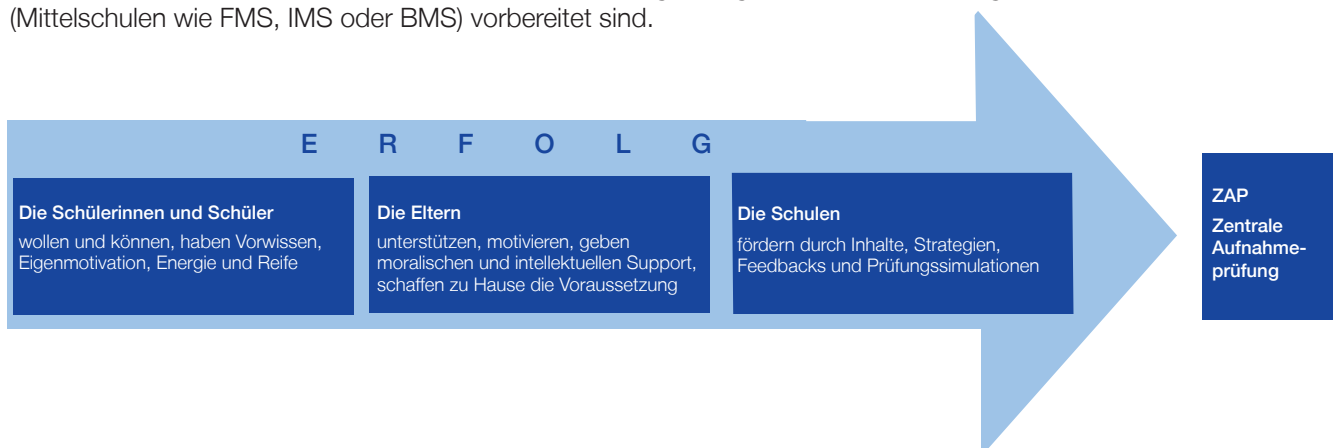 (Mittelschulen wie FMS, IMS oder BMS) vorbereitet sind.
E R F O L G
Die Schülerinnen und Schüler
wollen und können, haben Vorwissen,
Eigenmotivation, Energie und Reife
Die Eltern
unterstützen, motivieren, geben
moralischen und intellektuellen Support,
schaffen zu Hause die Voraussetzung
Die Schulen
fördern durch Inhalte, Strategien,
Feedbacks und Prüfungssimulationen
ZAP
Zentrale
Aufnahme-
prüfung